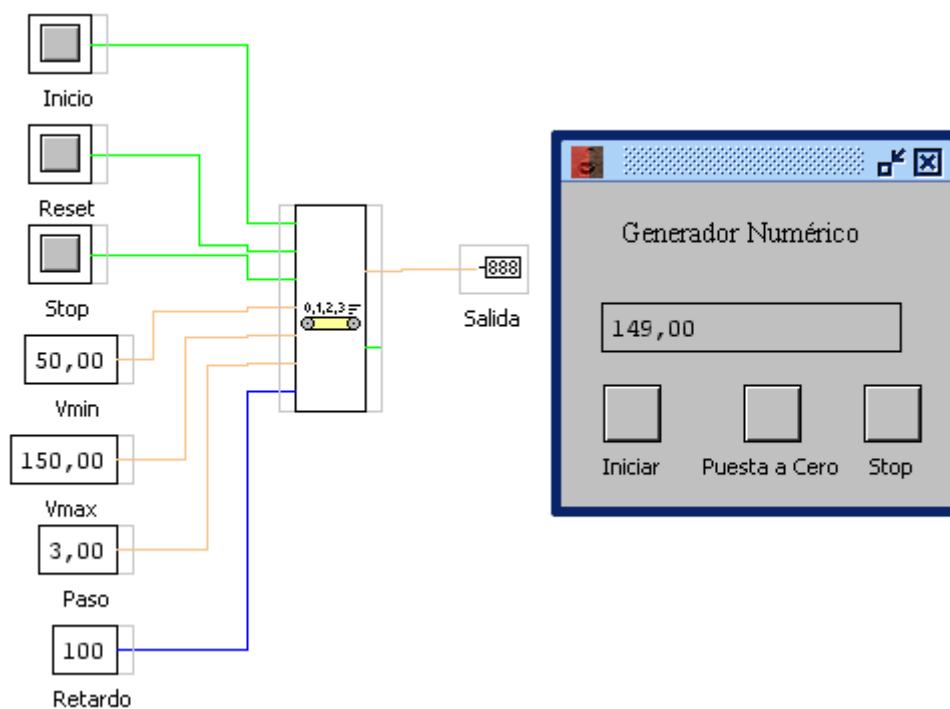 Inicio
Reset
Stop
50,00
Vmin
150,00
Vmax
3,00
Paso
100
Retardo
0,1,2,3
888
Salida
Generador Numérico
149,00
Iniciar
Puesta a Cero
Stop